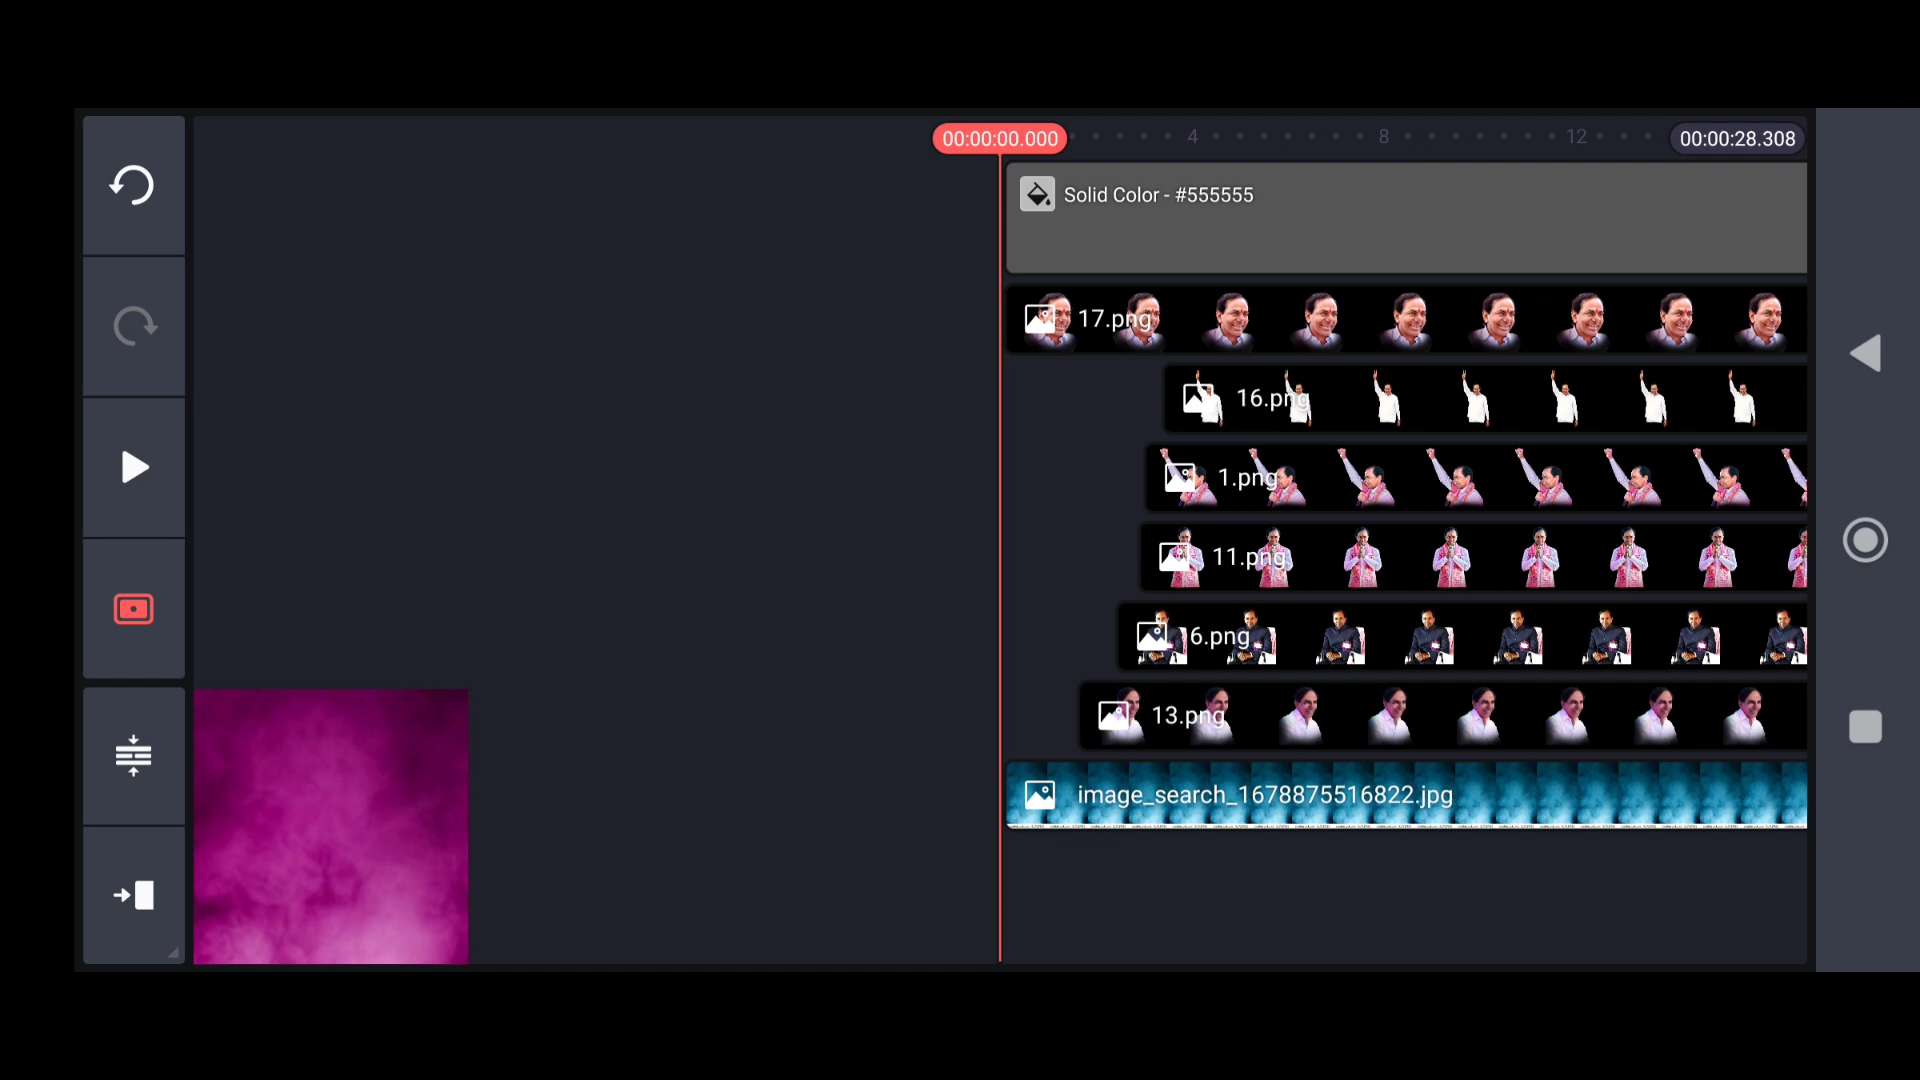 00:00:00.000 4 8 12 00:00:28.308
Solid Color - #555555
17.png
16.png
1.png
11.png
6.png
13.png
image_search_1678875516822.jpg